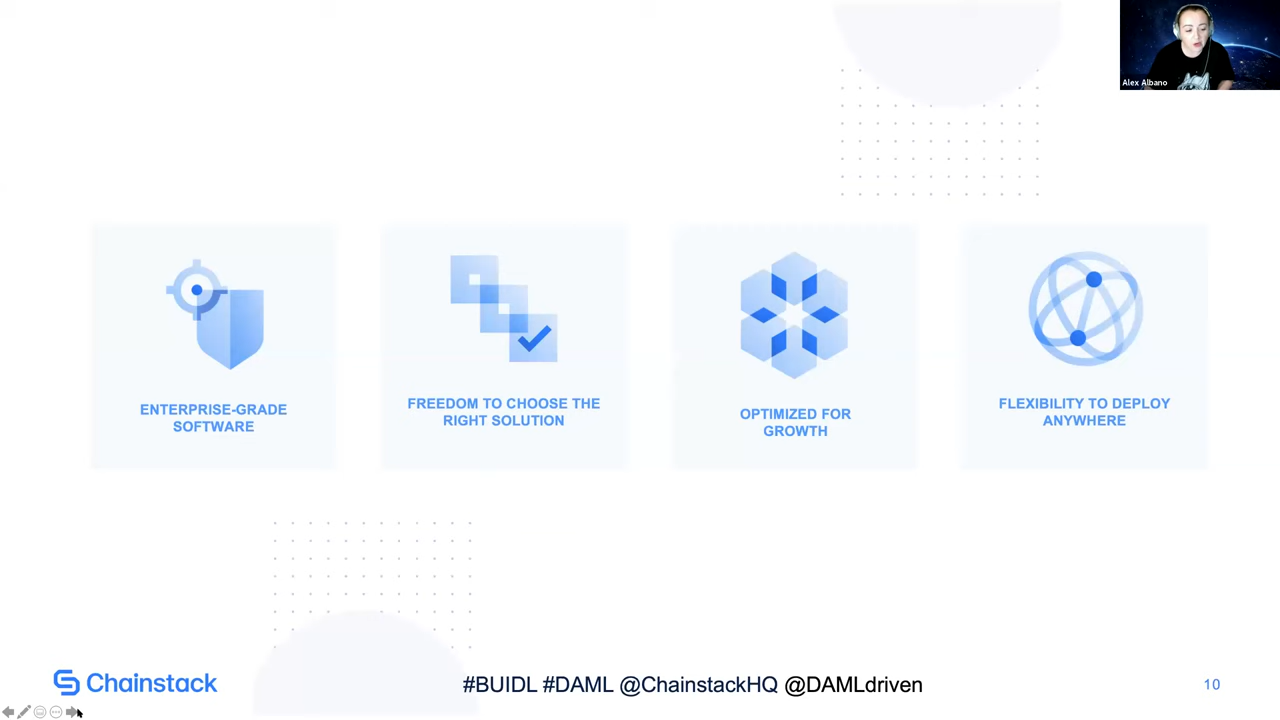 Alex Albano
ENTERPRISE-GRADE
SOFTWARE
FREEDOM TO CHOOSE THE
RIGHT SOLUTION
OPTIMIZED FOR
GROWTH
FLEXIBILITY TO DEPLOY
ANYWHERE
Chainstack
#BUIDL #DAML @ChainstackHQ @DAMLdriven
10